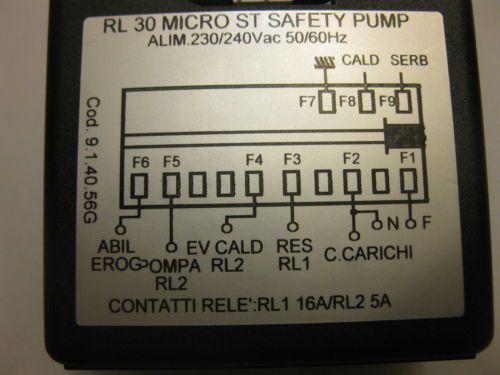 RL 30 MICRO ST SAFETY PUMP
ALIM.230/240Vac 50/60Hz
CALD SERB
F7 F8 F9
Cod. 9.1.40.56G
F6 F5 F4 F3 F2 F1
N F
ABIL EV CALD RES C.CARICHI
EROG POMPA RL2 RL1
RL2
CONTATTI RELE':RL1 16A/RL2 5A